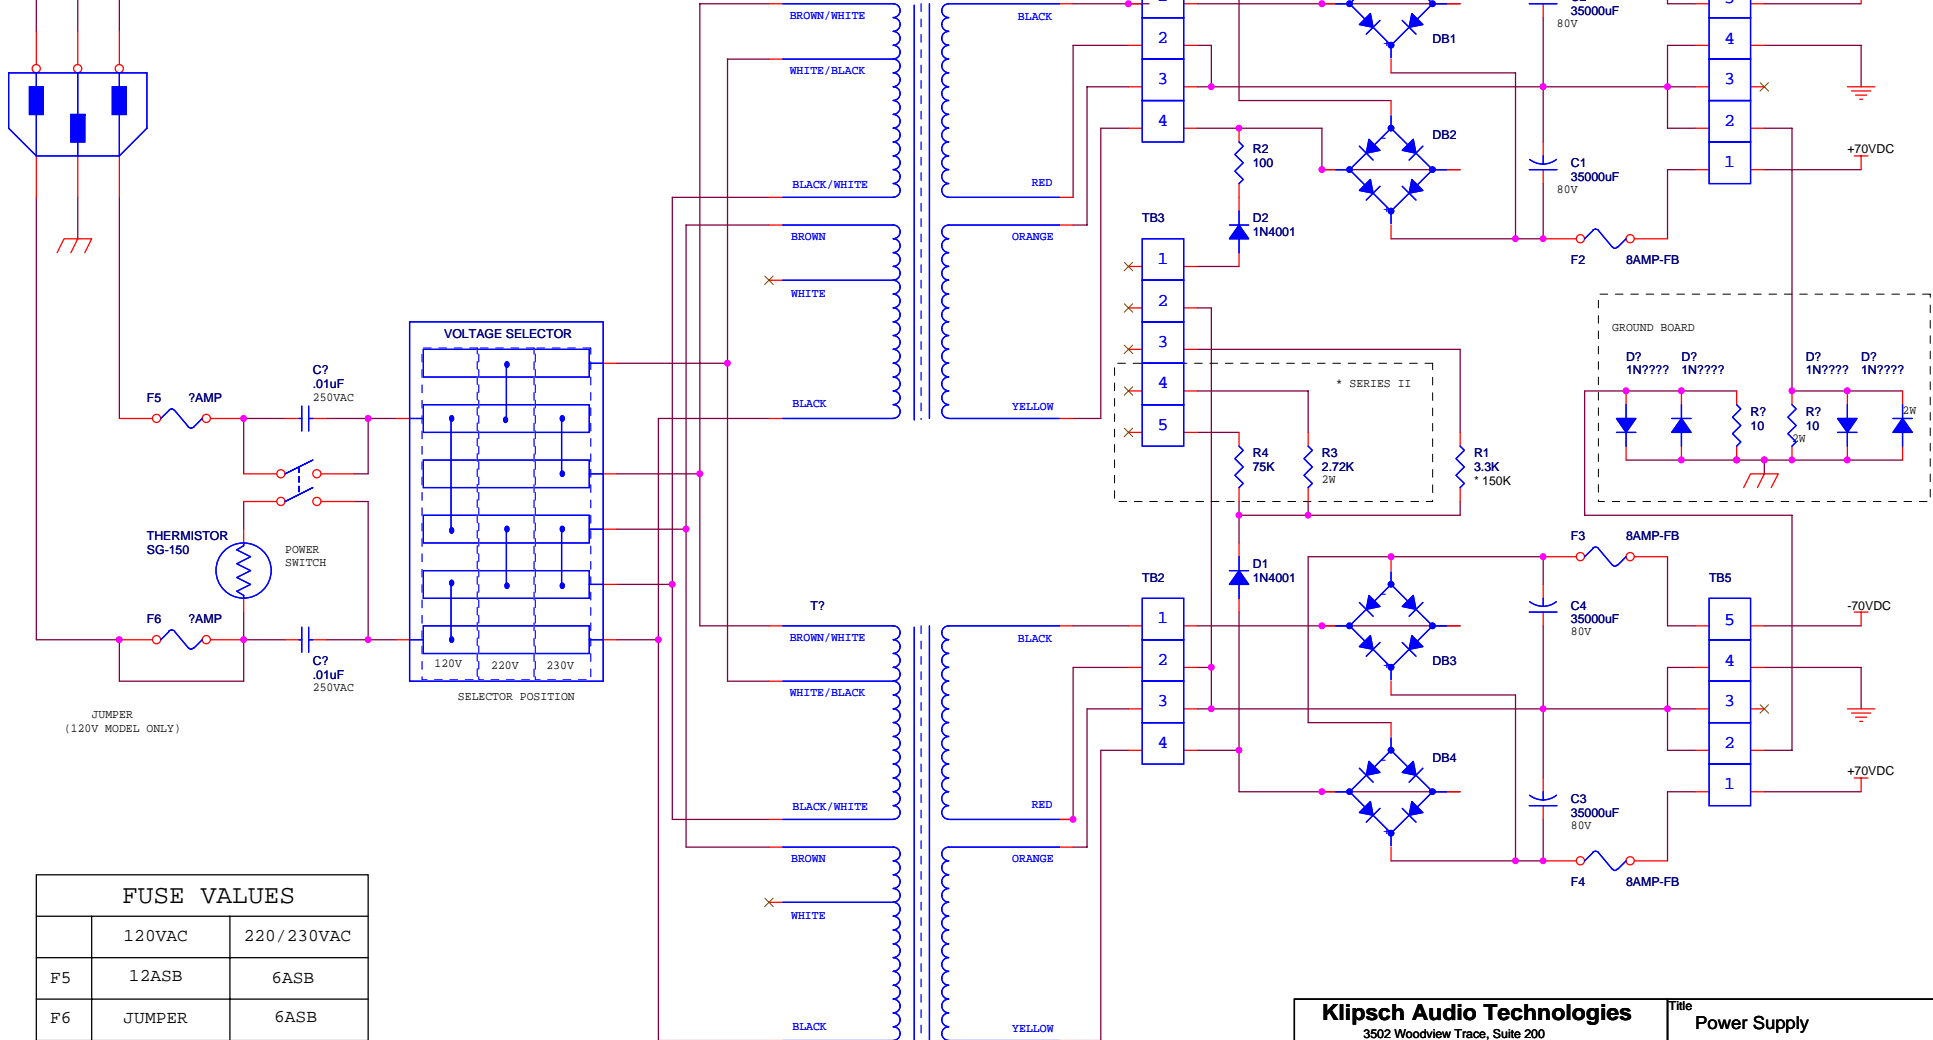 BROWN/WHITE
BLACK
35000uF
80V
DB1
2
4
WHITE/BLACK
3
3
4
2
R2
100
DB2
C1
35000uF
80V
+70VDC
1
BLACK/WHITE
RED
TB3
D2
1N4001
BROWN
ORANGE
1
F2
8AMP-FB
WHITE
2
GROUND BOARD
VOLTAGE SELECTOR
3
D?
1N????
D?
1N????
D?
1N????
D?
1N????
C?
.01uF
250VAC
4
* SERIES II
F5
?AMP
BLACK
YELLOW
5
R?
10
R?
10
2W
2W
R4
75K
R3
2.72K
2W
R1
3.3K
* 150K
THERMISTOR
SG-150
POWER
SWITCH
F3
8AMP-FB
D1
1N4001
TB2
TB5
T?
C4
35000uF
80V
-70VDC
F6
?AMP
BROWN/WHITE
BLACK
1
5
C?
.01uF
250VAC
120V
220V
230V
SELECTOR POSITION
2
DB3
4
WHITE/BLACK
3
3
JUMPER
(120V MODEL ONLY)
4
2
DB4
+70VDC
1
BLACK/WHITE
RED
C3
35000uF
80V
BROWN
ORANGE
F4
8AMP-FB
FUSE VALUES
WHITE
120VAC
220/230VAC
F5
12ASB
6ASB
F6
JUMPER
6ASB
BLACK
YELLOW
Klipsch Audio Technologies
3502 Woodview Trace, Suite 200
Title
Power Supply